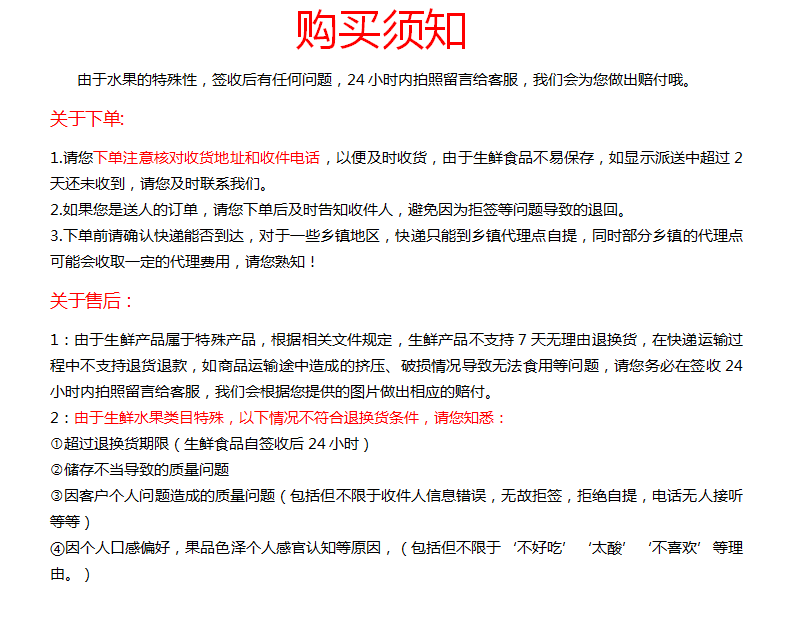 购买须知
由于水果的特殊性，签收后有任何问题，24 小时内拍照留言给客服，我们会为您做出赔付哦。
关于下单:
1.请您下单注意核对收货地址和收件电话，以便及时收货，由于生鲜食品不易保存，如显示派送中超过 2
天还未收到，请您及时联系我们。
2.如果您是送人的订单，请您下单后及时告知收件人，避免因为拒签等问题导致的退回。
3.下单前请确认快递能否到达，对于一些乡镇地区，快递只能到乡镇代理点自提，同时部分乡镇的代理点
可能会收取一定的代理费用，请您熟知！
关于售后：
1：由于生鲜产品属于特殊产品，根据相关文件规定，生鲜产品不支持 7 天无理由退换货，在快递运输过
程中不支持退货退款，如商品运输途中造成的挤压、破损情况导致无法食用等问题，请您务必在签收 24
小时内拍照留言给客服，我们会根据您提供的图片做出相应的赔付。
2：由于生鲜水果类目特殊，以下情况不符合退换货条件，请您知悉：
①超过退换货期限（生鲜食品自签收后 24 小时）
②储存不当导致的质量问题
③因客户个人问题造成的质量问题（包括但不限于收件人信息错误，无故拒签，拒绝自提，电话无人接听
等等）
④因个人口感偏好，果品色泽个人感官认知等原因，（包括但不限于‘不好吃’‘太酸’‘不喜欢’等理
由。）